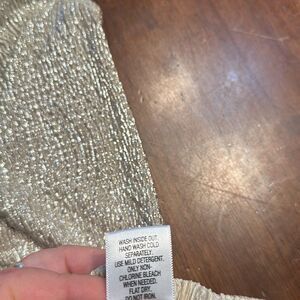 WASH INSIDE OUT.
HAND WASH COLD
SEPARATELY.
USE MILD DETERGENT.
ONLY NON-
CHLORINE BLEACH
WHEN NEEDED.
FLAT DRY.
DO NOT IRON.